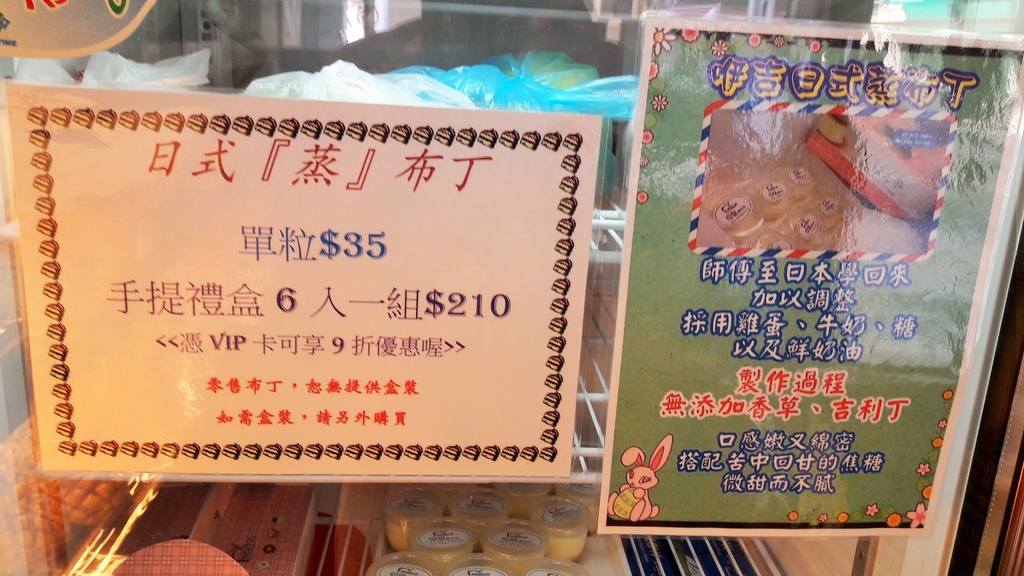 日式『蒸』布丁
單粒$35
手提禮盒 6 入一組$210
<<憑 VIP 卡可享 9 折優惠喔>>
零售布丁，恕無提供盒裝
如需盒裝，請另外購買
吉日式蒸布丁
師傅至日本學回來
加以調整
採用雞蛋、牛奶、糖
以及鮮奶油
製作過程
無添加香草、吉利丁
口感嫩又綿密
搭配苦中回甘的焦糖
微甜而不膩